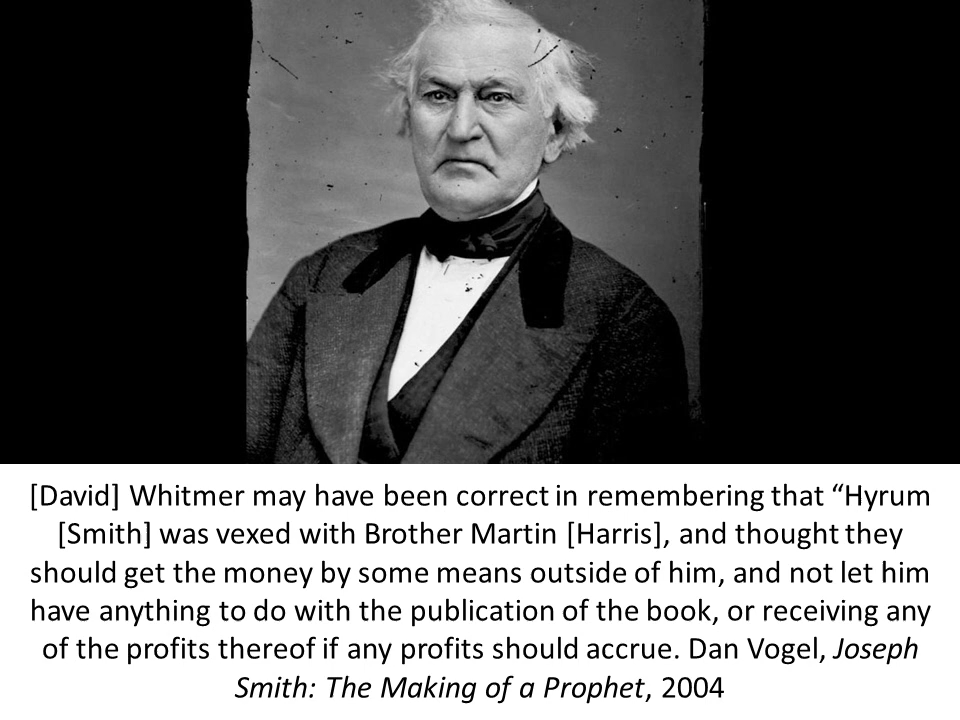 [David] Whitmer may have been correct in remembering that “Hyrum
[Smith] was vexed with Brother Martin [Harris], and thought they
should get the money by some means outside of him, and not let him
have anything to do with the publication of the book, or receiving any
of the profits thereof if any profits should accrue. Dan Vogel, Joseph
Smith: The Making of a Prophet, 2004